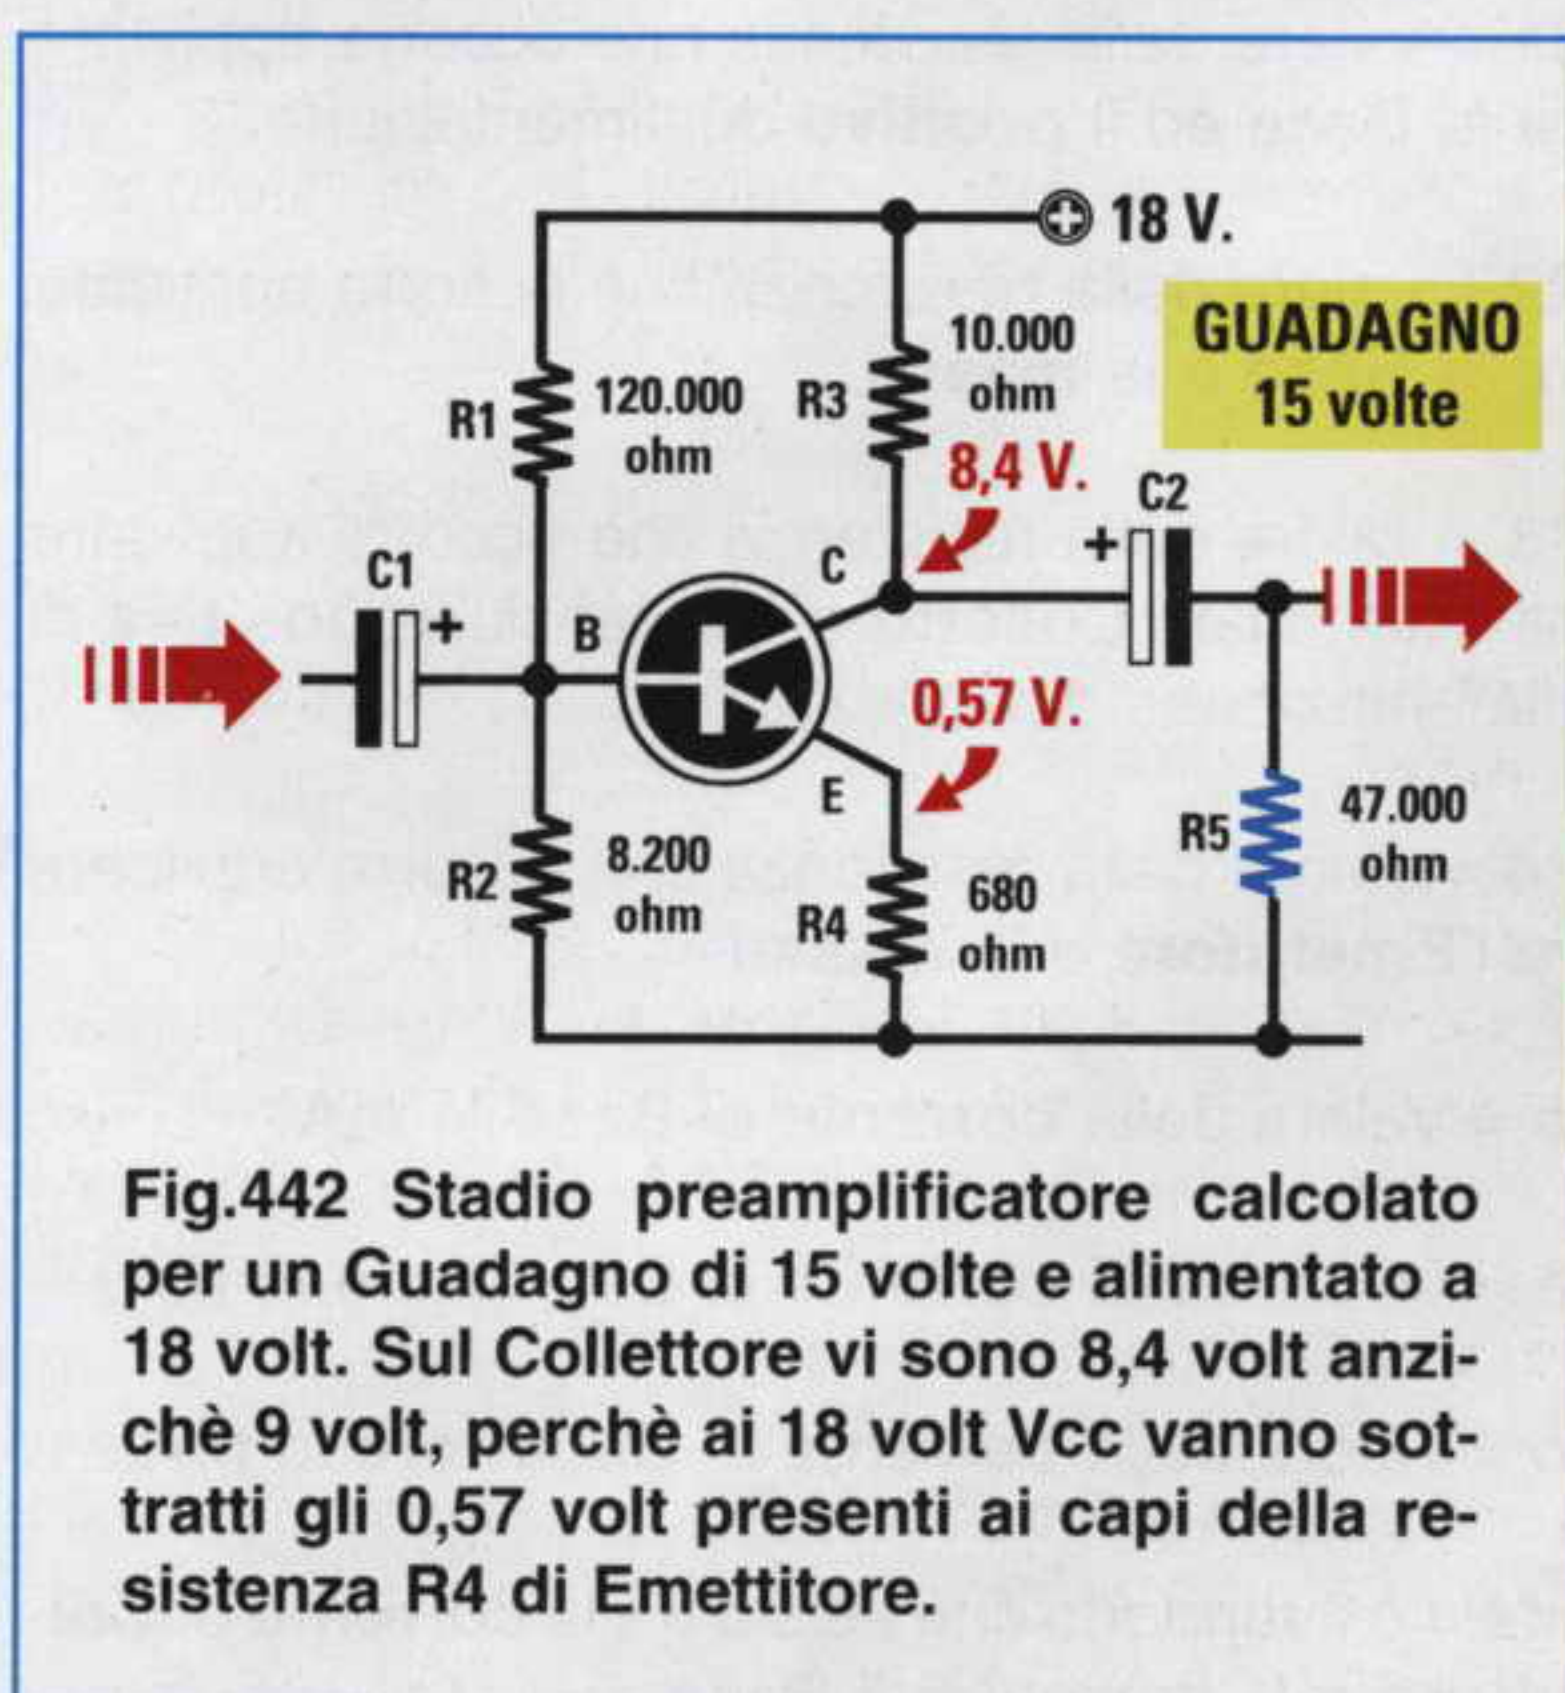 18 V.
GUADAGNO
15 volte
10.000
ohm
R3
R1
120.000
ohm
8,4 V.
C2
+
C
C1
+
B
0,57 V.
E
R2
8.200
ohm
R4
680
ohm
R5
47.000
ohm
Fig.442 Stadio preamplificatore calcolato
per un Guadagno di 15 volte e alimentato a
18 volt. Sul Collettore vi sono 8,4 volt anzi-
chè 9 volt, perchè ai 18 volt Vcc vanno sot-
tratti gli 0,57 volt presenti ai capi della re-
sistenza R4 di Emettitore.